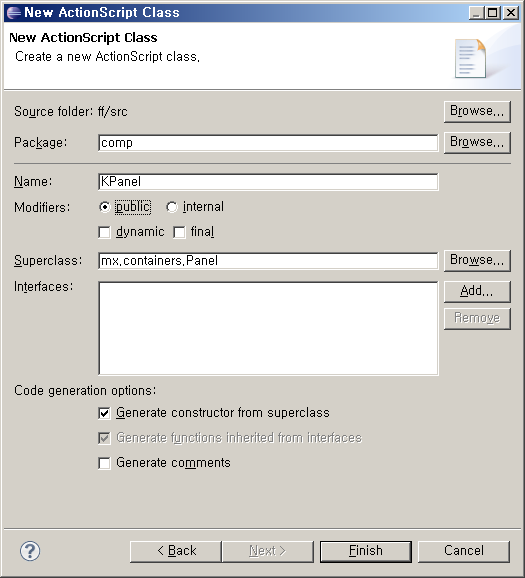 New ActionScript Class
New ActionScript Class
Create a new ActionScript class.
Source folder: ff/src Browse...
Package: comp Browse...
Name: KPanel
Modifiers: public internal
dynamic final
Superclass: mx.containers.Panel Browse...
Interfaces: Add...
Remove
Code generation options:
Generate constructor from superclass
Generate functions inherited from interfaces
Generate comments
? < Back Next > Finish Cancel